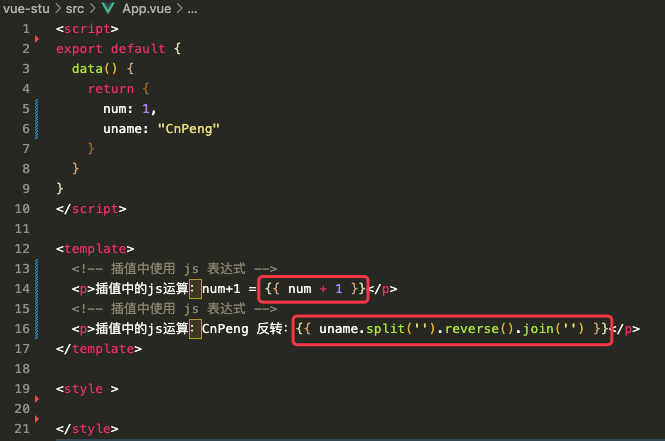 vue-stu > src > App.vue > ...
1 <script>
2 export default {
3 data() {
4 return {
5 num: 1,
6 uname: "CnPeng"
7 }
8 }
9 }
10 </script>
11
12 <template>
13 <!-- 插值中使用 js 表达式 -->
14 <p>插值中的js运算：num+1 = {{ num + 1 }}</p>
15 <!-- 插值中使用 js 表达式 -->
16 <p>插值中的js运算：CnPeng 反转：{{ uname.split('').reverse().join('') }}</p>
17 </template>
18
19 <style >
20
21 </style>